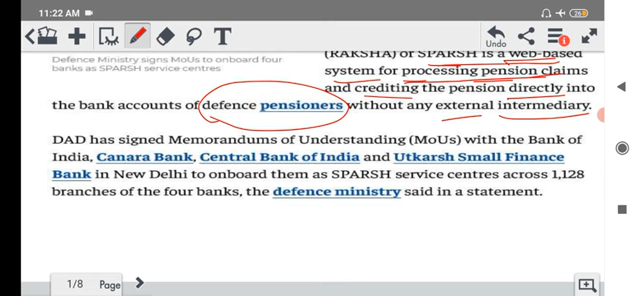 11:22 AM
26
Undo
Defence Ministry signs MoUs to onboard four
banks as SPARSH service centres
(RAKSHA) or SPARSH is a web-based
system for processing pension claims
and crediting the pension directly into
the bank accounts of defence pensioners without any external intermediary.
DAD has signed Memorandums of Understanding (MoUs) with the Bank of
India, Canara Bank, Central Bank of India and Utkarsh Small Finance
Bank in New Delhi to onboard them as SPARSH service centres across 1,128
branches of the four banks, the defence ministry said in a statement.
1/8 Page